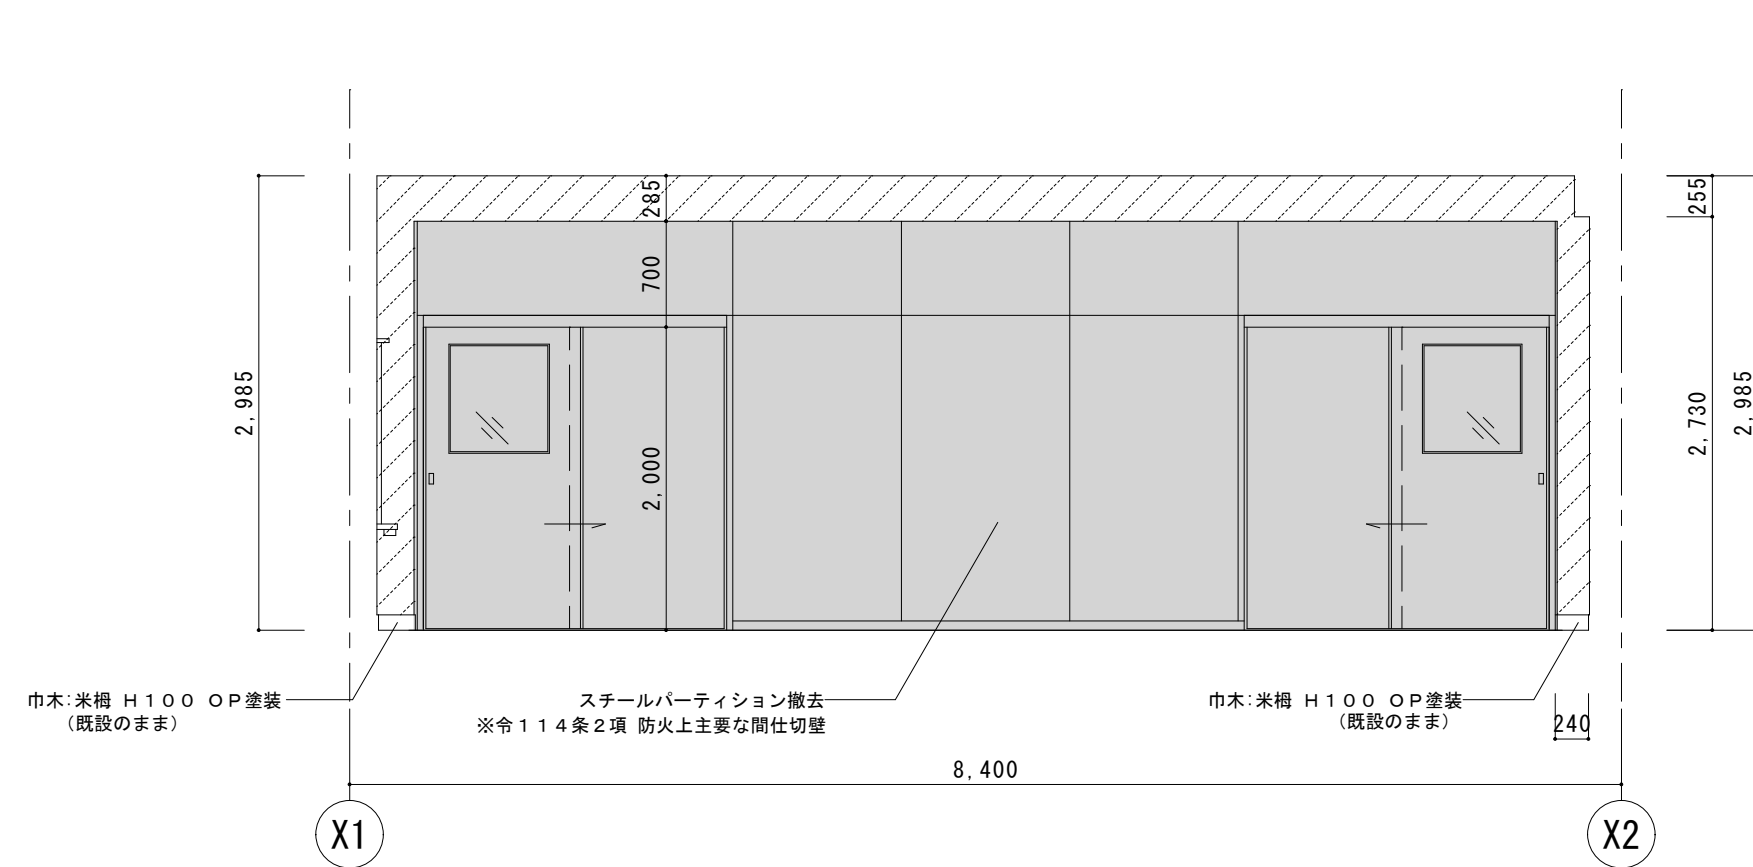 285
255
700
2,985
2,730
2,985
2,000
巾木:米栂 Ｈ１００ ＯＰ塗装
（既設のまま）
スチールパーティション撤去
※令１１４条２項 防火上主要な間仕切壁
巾木:米栂 Ｈ１００ ＯＰ塗装
（既設のまま）
240
8,400
X1
X2